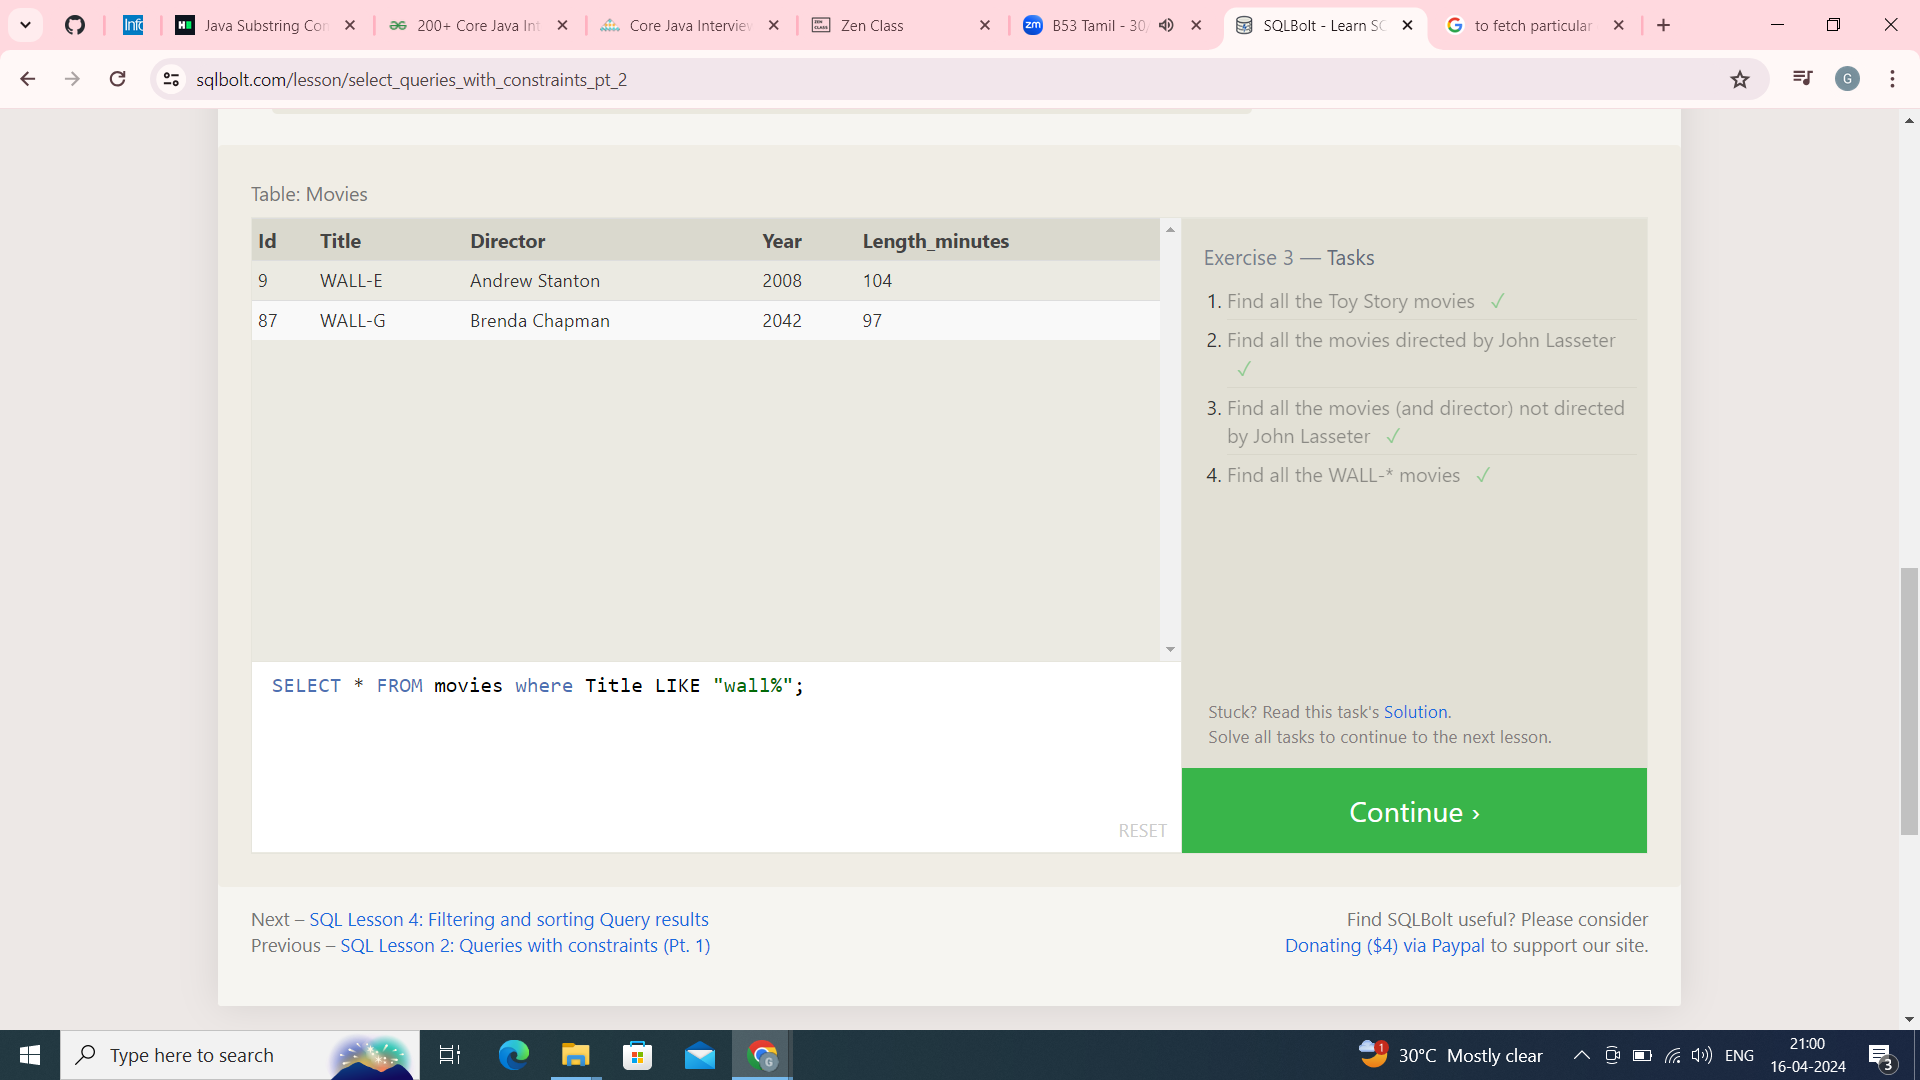 Info
Java Substring Con
200+ Core Java Int
Core Java Interview
Zen Class
zm
B53 Tamil - 30/
SQLBolt - Learn SC
to fetch particular
sqlbolt.com/lesson/select_queries_with_constraints_pt_2
G
Table: Movies
Id Title Director Year Length_minutes
9 WALL-E Andrew Stanton 2008 104
87 WALL-G Brenda Chapman 2042 97
Exercise 3 — Tasks
1. Find all the Toy Story movies ✓
2. Find all the movies directed by John Lasseter
✓
3. Find all the movies (and director) not directed
by John Lasseter ✓
4. Find all the WALL-* movies ✓
SELECT * FROM movies where Title LIKE "wall%";
RESET
Stuck? Read this task's Solution.
Solve all tasks to continue to the next lesson.
Continue ›
Next – SQL Lesson 4: Filtering and sorting Query results
Previous – SQL Lesson 2: Queries with constraints (Pt. 1)
Find SQLBolt useful? Please consider
Donating ($4) via Paypal to support our site.
Type here to search
G
1
30°C Mostly clear
ENG
21:00
16-04-2024
3